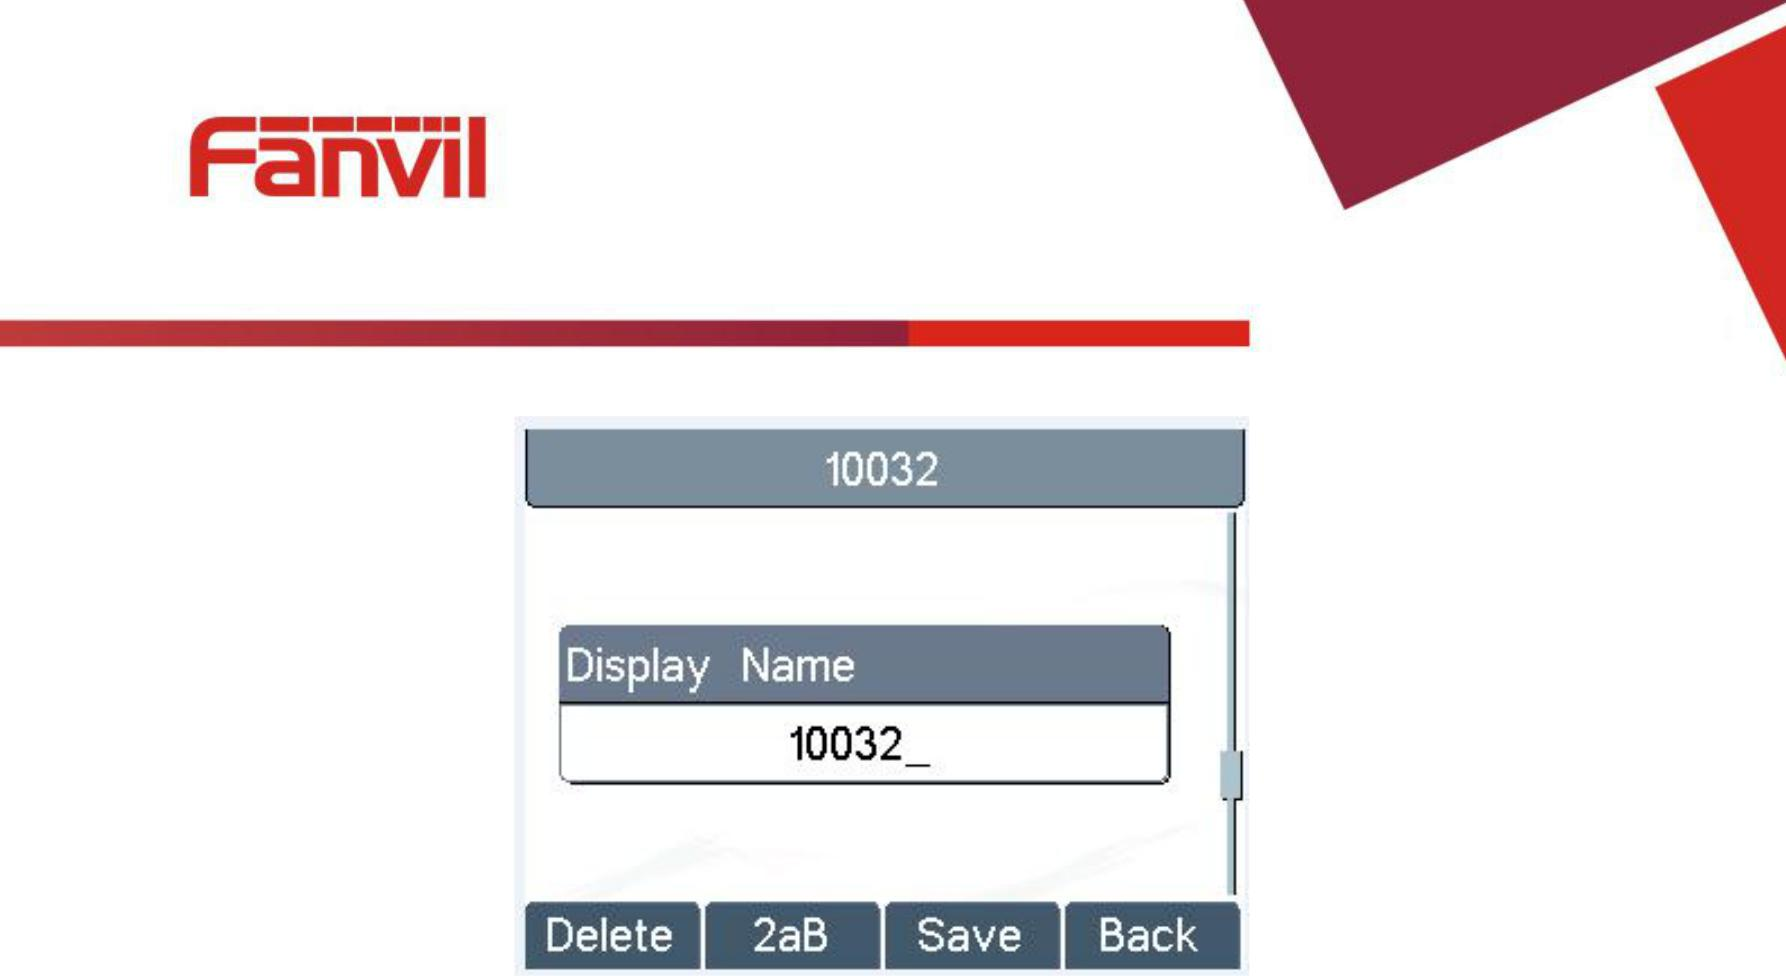 Fanvil
10032
Display Name
10032_
Delete 2aB Save Back